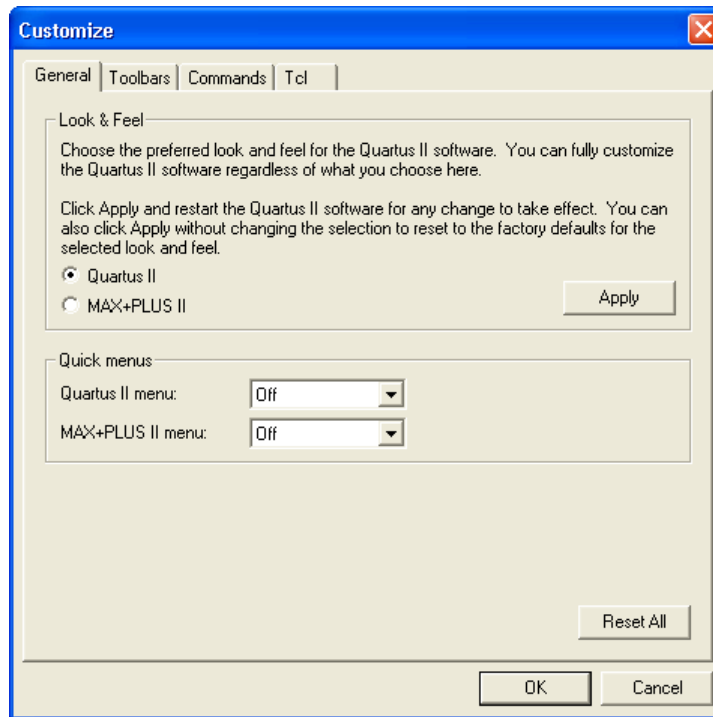 Customize
General
Toolbars
Commands
Tcl
Look & Feel
Choose the preferred look and feel for the Quartus II software.  You can fully customize
the Quartus II software regardless of what you choose here.
Click Apply and restart the Quartus II software for any change to take effect.  You can
also click Apply without changing the selection to reset to the factory defaults for the
selected look and feel.
Quartus II
MAX+PLUS II
Apply
Quick menus
Quartus II menu:
Off
MAX+PLUS II menu:
Off
Reset All
OK
Cancel